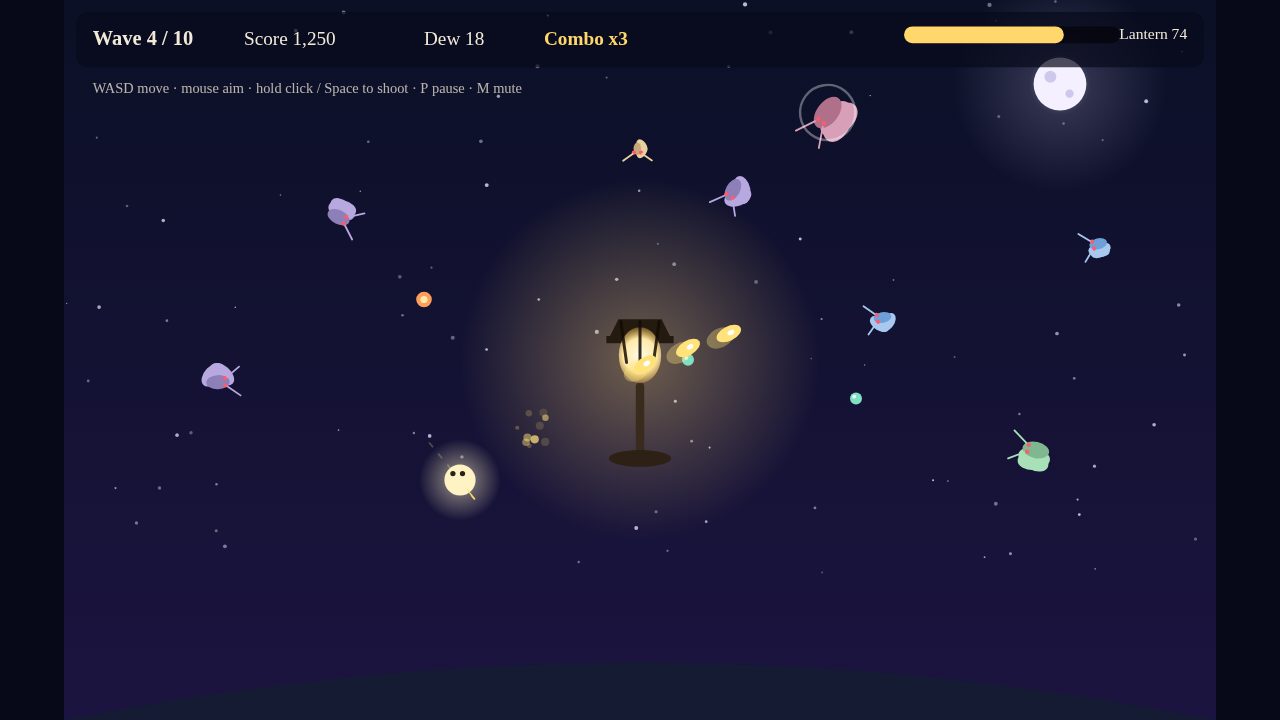 Wave 4 / 10 Score 1,250 Dew 18 Combo x3 Lantern 74
WASD move · mouse aim · hold click / Space to shoot · P pause · M mute